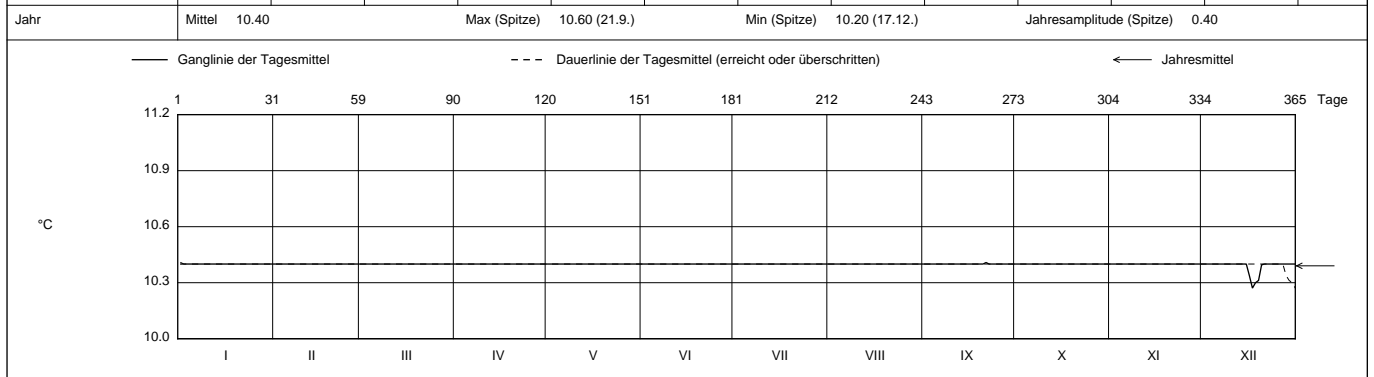 Jahr Mittel 10.40 Max (Spitze) 10.60 (21.9.) Min (Spitze) 10.20 (17.12.) Jahresamplitude (Spitze) 0.40
Ganglinie der Tagesmittel Dauerlinie der Tagesmittel (erreicht oder überschritten) Jahresmittel
1 31 59 90 120 151 181 212 243 273 304 334 365 Tage
11.2
10.9
°C 10.6
10.3
10.0
I II III IV V VI VII VIII IX X XI XII